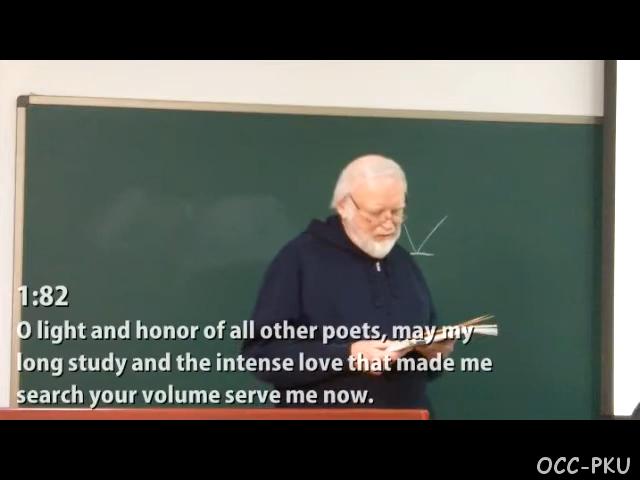 1:82
O light and honor of all other poets, may my
long study and the intense love that made me
search your volume serve me now.
OCC-PKU